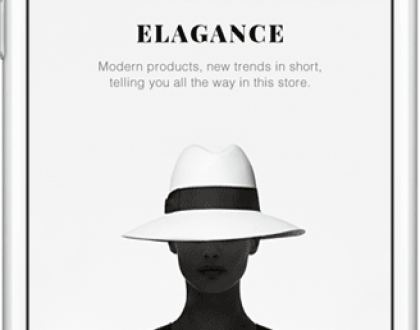 ELAGANCE
Modern products, new trends in short,
telling you all the way in this store.